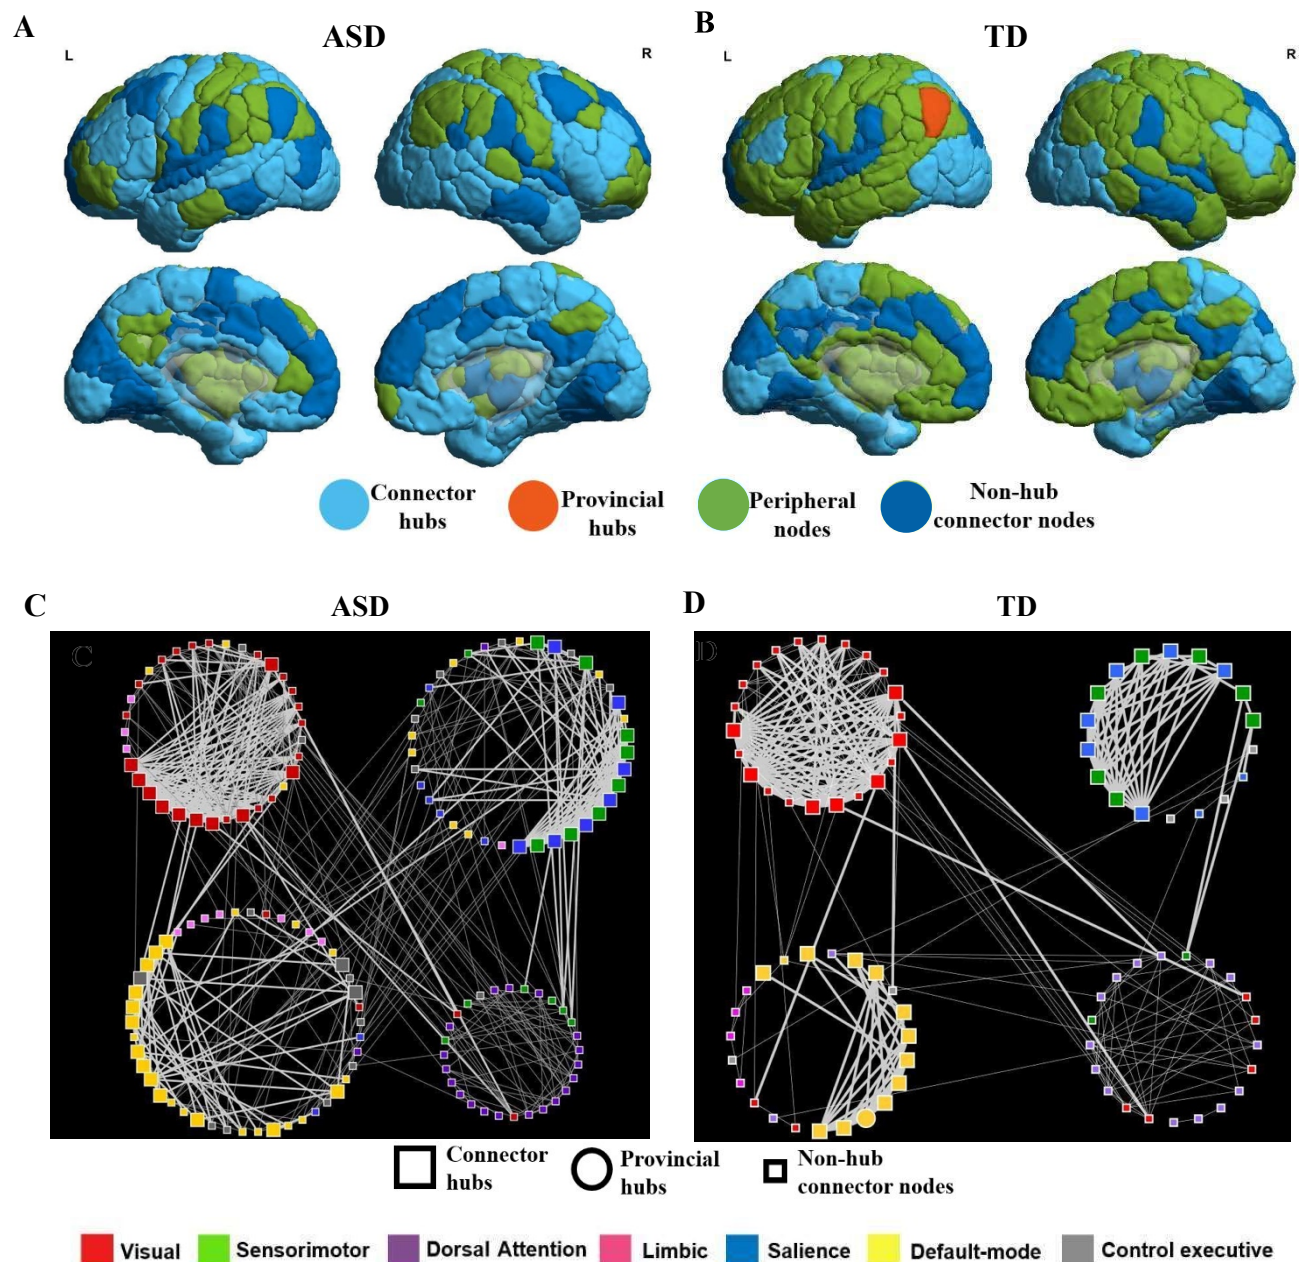 A
ASD
B
TD
L
R
L
R
Connector
hubs
Provincial
hubs
Peripheral
nodes
Non-hub
connector nodes
C
ASD
D
TD
C
D
Connector
hubs
Provincial
hubs
Non-hub
connector nodes
Visual
Sensorimotor
Dorsal Attention
Limbic
Salience
Default-mode
Control executive